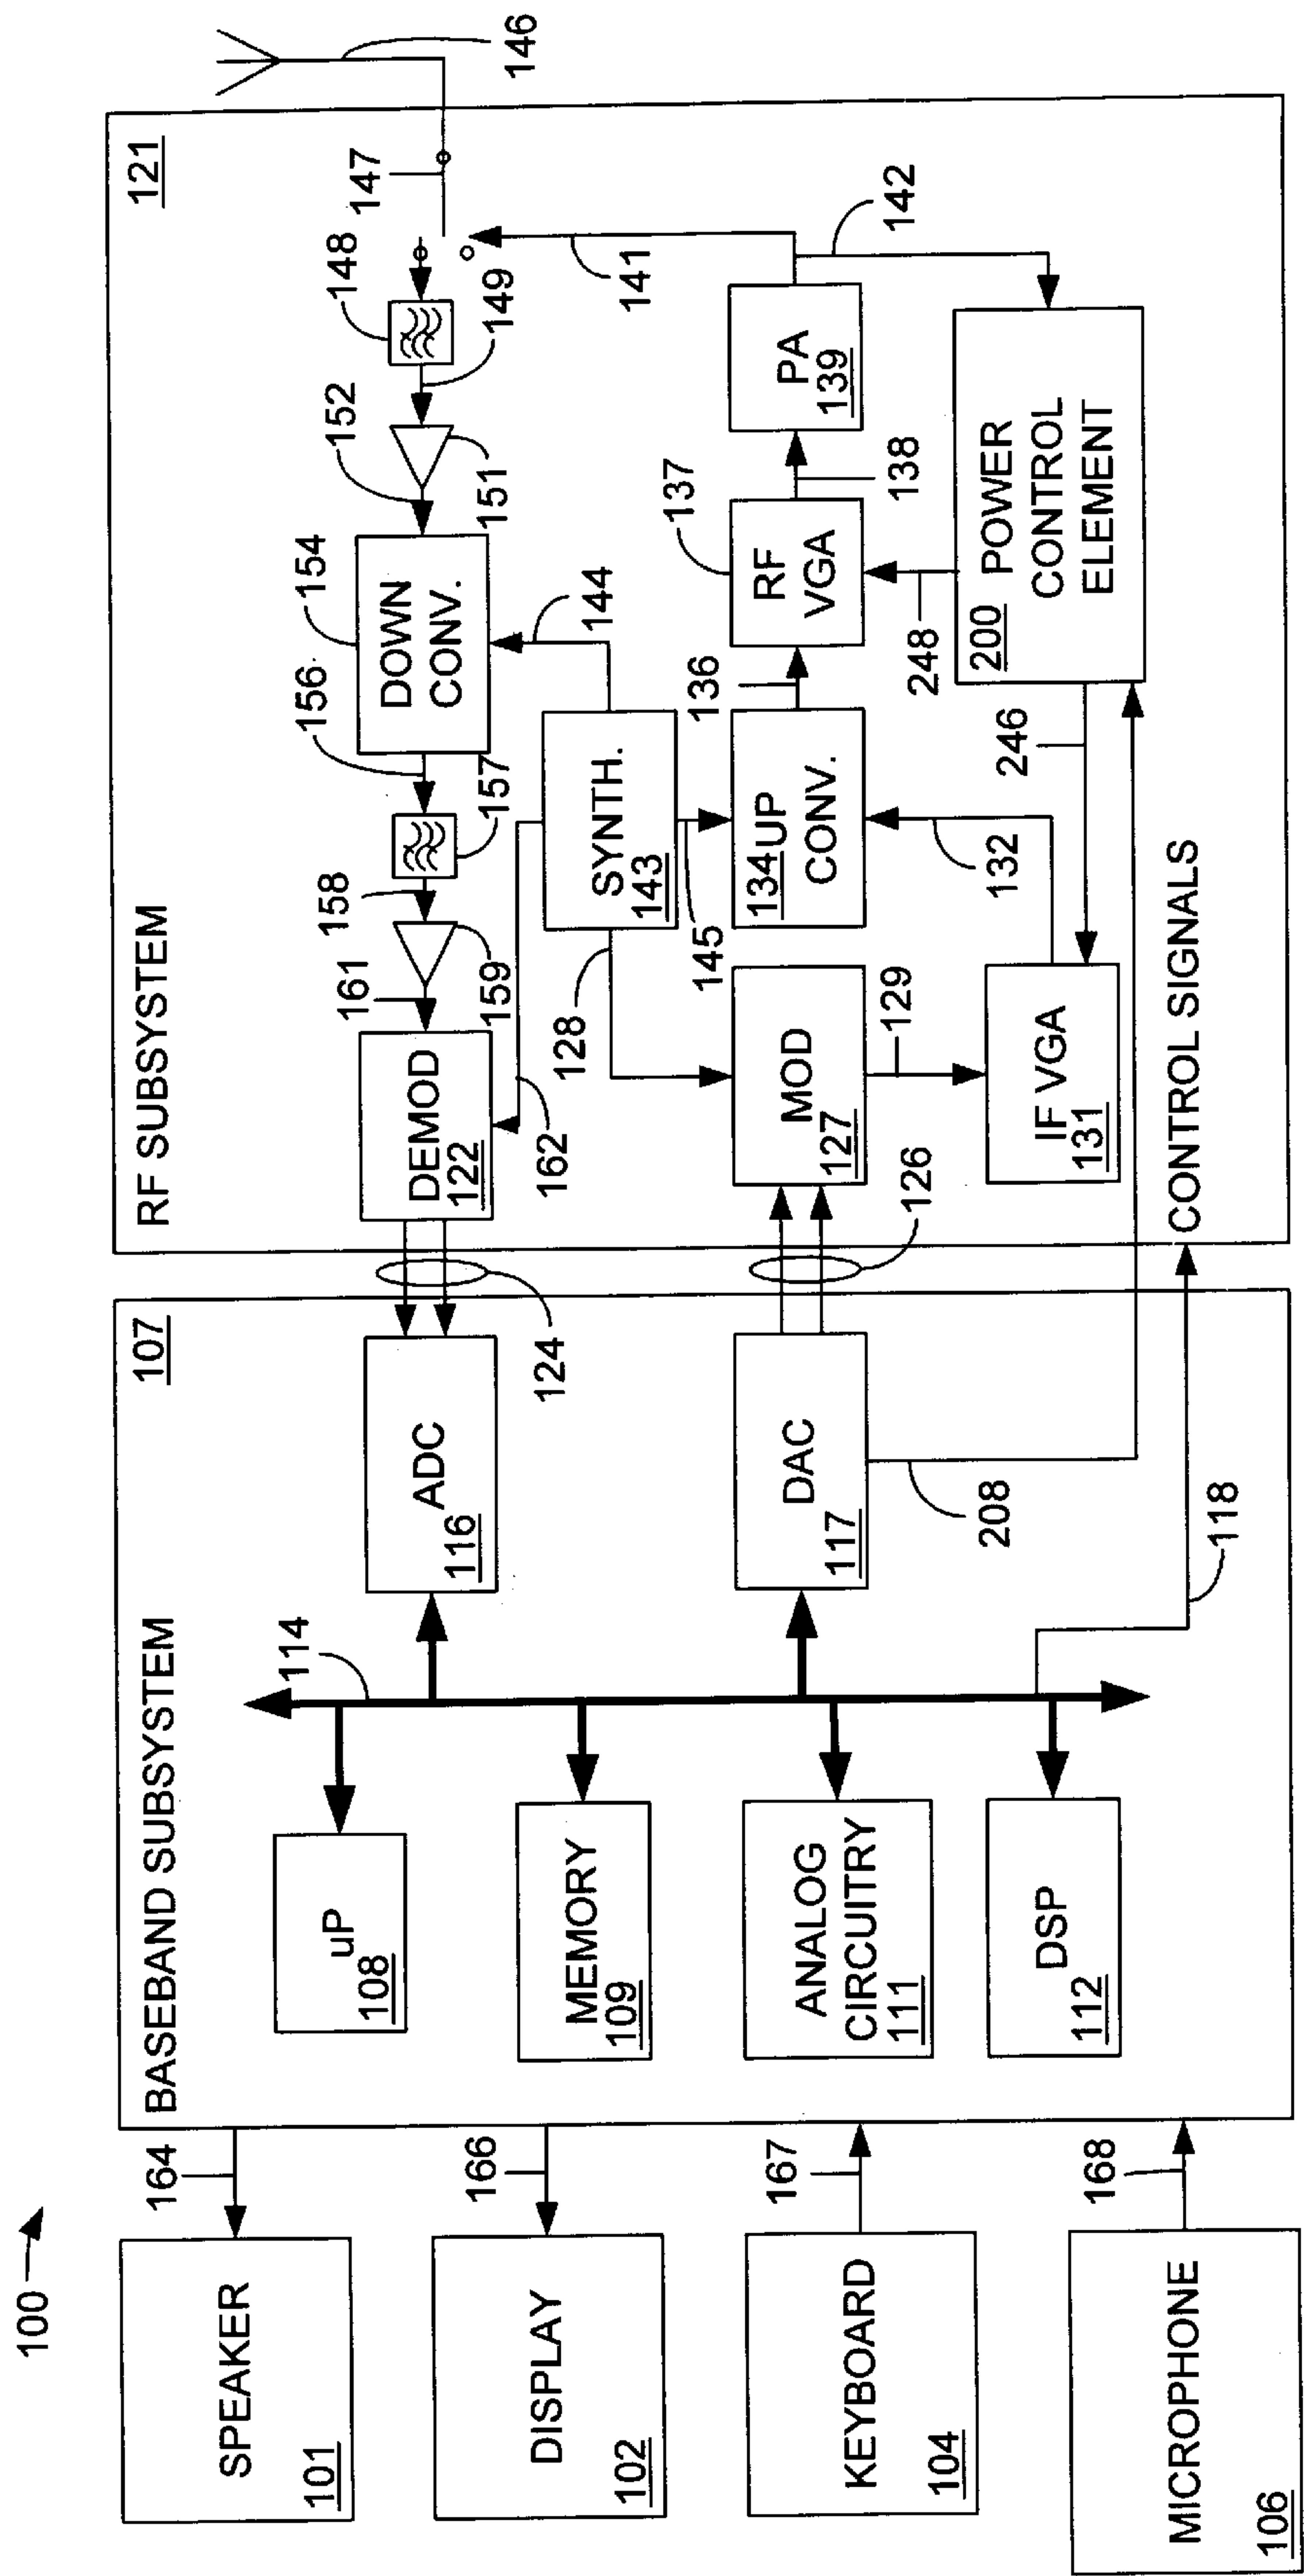 100
SPEAKER
101
DISPLAY
102
KEYBOARD
104
MICROPHONE
106
164
166
167
168
BASEBAND SUBSYSTEM
107
uP
108
MEMORY
109
ANALOG
CIRCUITRY
111
DSP
112
114
ADC
116
DAC
117
208
118
124
126
RF SUBSYSTEM
121
DEMOD
122
161
159
158
157
156
DOWN
CONV.
154
152
151
149
148
147
146
162
128
SYNTH.
143
144
145
MOD
127
129
134
UP
CONV.
136
RF
VGA
137
138
PA
139
141
142
IF VGA
131
132
246
248
POWER
CONTROL
ELEMENT
200
CONTROL SIGNALS